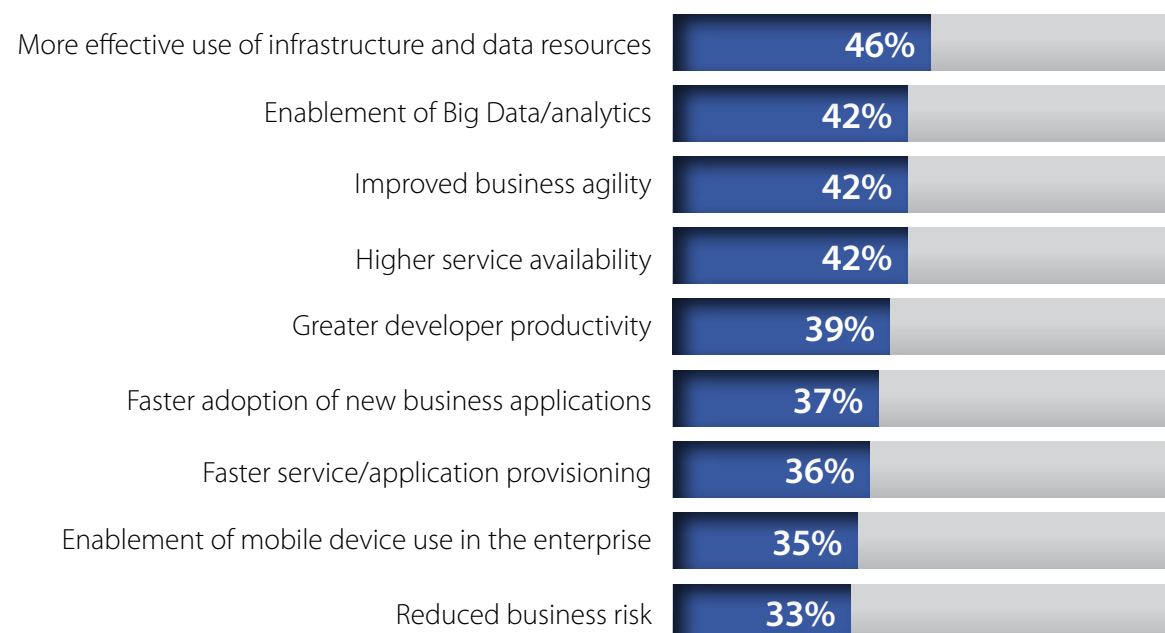 More effective use of infrastructure and data resources 46%
Enablement of Big Data/analytics 42%
Improved business agility 42%
Higher service availability 42%
Greater developer productivity 39%
Faster adoption of new business applications 37%
Faster service/application provisioning 36%
Enablement of mobile device use in the enterprise 35%
Reduced business risk 33%